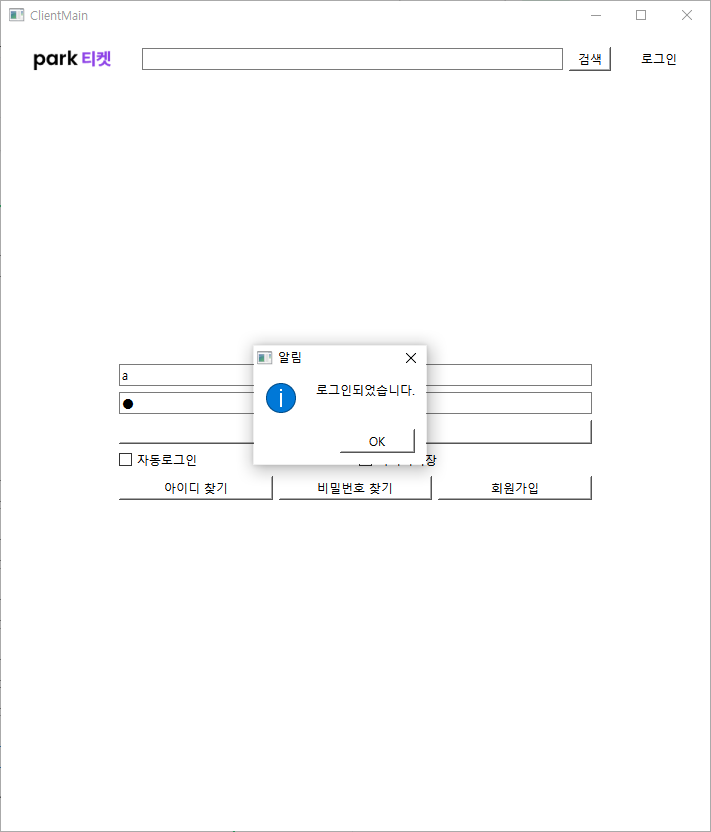 ClientMain
park 티켓
검색
로그인
알림
a
로그인되었습니다.
OK
자동로그인
아이디 찾기
비밀번호 찾기
회원가입